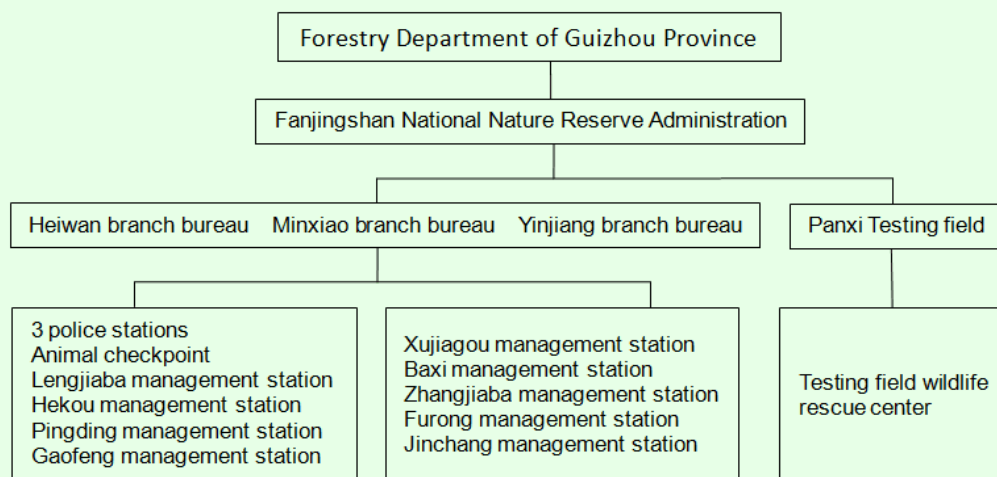 Forestry Department of Guizhou Province
Fanjingshan National Nature Reserve Administration
Heiwan branch bureau Minxiao branch bureau Yinjiang branch bureau
Panxi Testing field
3 police stations
Animal checkpoint
Lengjiaba management station
Hekou management station
Pingding management station
Gaofeng management station
Xujiagou management station
Baxi management station
Zhangjiaba management station
Furong management station
Jinchang management station
Testing field wildlife
rescue center